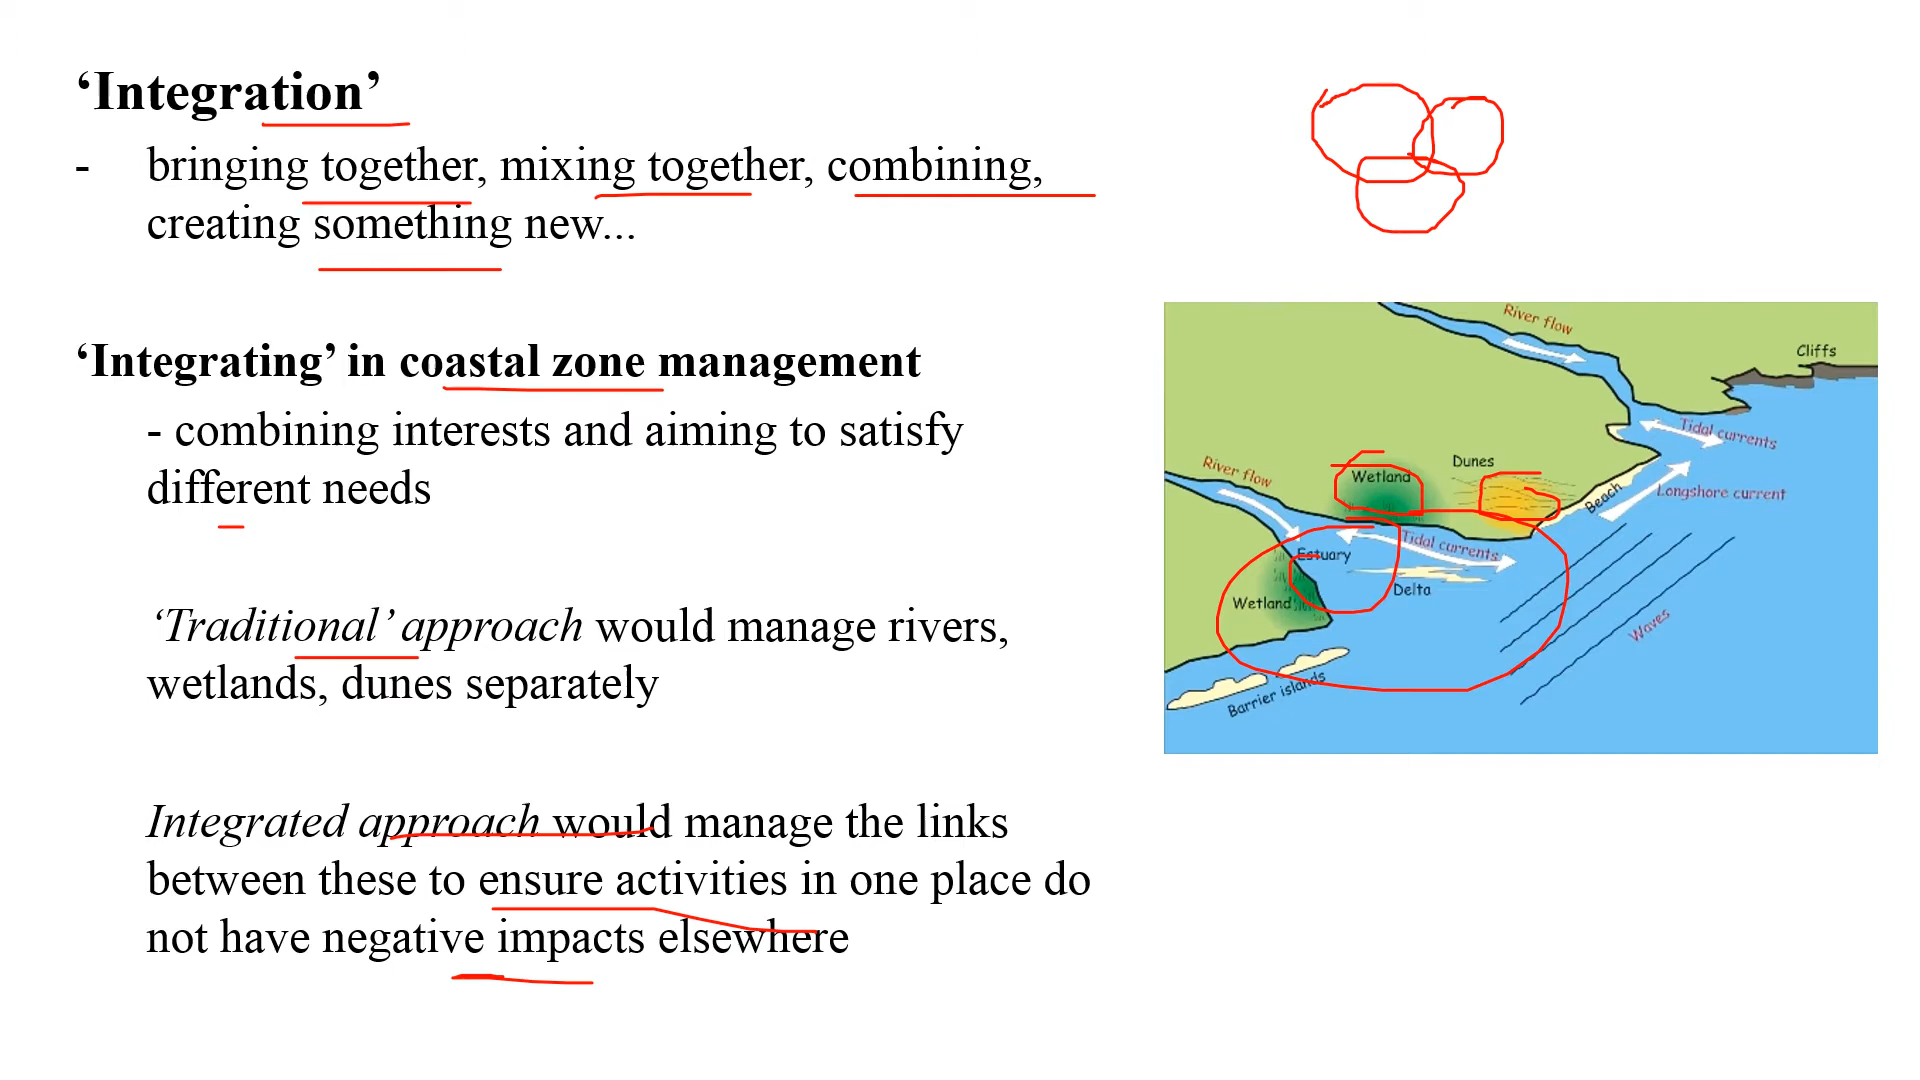 ‘Integration’
- bringing together, mixing together, combining,
creating something new...
‘Integrating’ in coastal zone management
- combining interests and aiming to satisfy
different needs
‘Traditional’ approach would manage rivers,
wetlands, dunes separately
Integrated approach would manage the links
between these to ensure activities in one place do
not have negative impacts elsewhere
River flow
Cliffs
Tidal currents
Dunes
Wetland
River flow
Beach
Longshore current
Tidal currents
Estuary
Delta
Wetland
Waves
Barrier islands